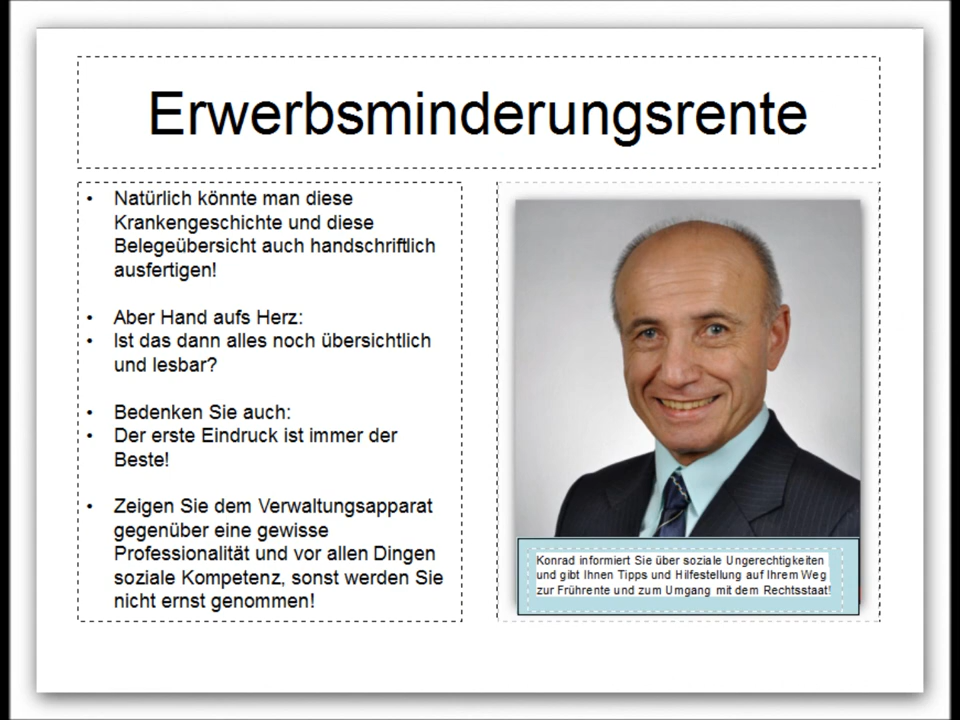 Erwerbsminderungsrente
• Natürlich könnte man diese
Krankengeschichte und diese
Belegeübersicht auch handschriftlich
ausfertigen!
• Aber Hand aufs Herz:
• Ist das dann alles noch übersichtlich
und lesbar?
• Bedenken Sie auch:
• Der erste Eindruck ist immer der
Beste!
• Zeigen Sie dem Verwaltungsapparat
gegenüber eine gewisse
Professionalität und vor allen Dingen
soziale Kompetenz, sonst werden Sie
nicht ernst genommen!
Konrad informiert Sie über soziale Ungerechtigkeiten
und gibt Ihnen Tipps und Hilfestellung auf Ihrem Weg
zur Frührente und zum Umgang mit dem Rechtsstaat!